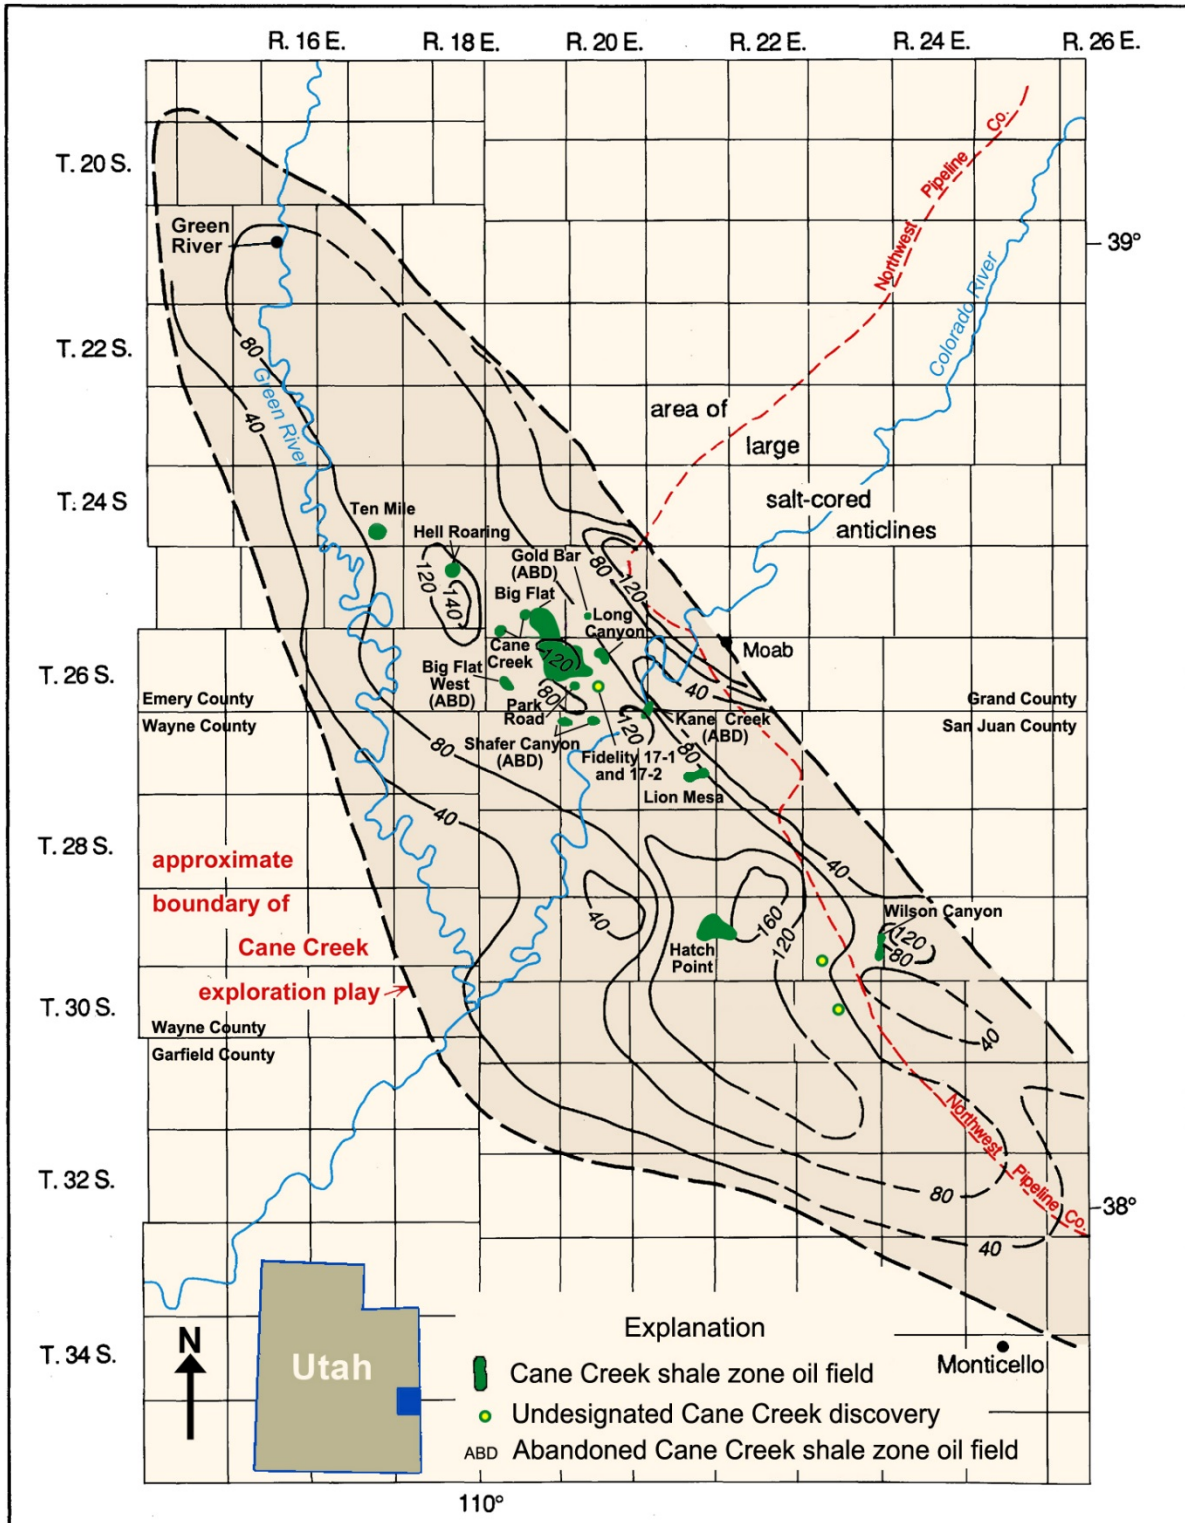 R. 16 E. R. 18 E. R. 20 E. R. 22 E. R. 24 E. R. 26 E.
T. 20 S.
Northwest Pipeline Co.
Green
River
39°
Colorado River
T. 22 S.
80
Green River
40
area of
large
salt-cored
anticlines
T. 24 S
Ten Mile
Hell Roaring
Gold Bar
(ABD)
80
120
120
140
Big Flat
Long
Canyon
Moab
Cane
Creek
120
T. 26 S.
Big Flat
West
(ABD)
80
40
Emery County
Grand County
Wayne County
San Juan County
Park
Road
120
Kane Creek
(ABD)
Shafer Canyon
(ABD)
Fidelity 17-1
and 17-2
80
80
Lion Mesa
40
T. 28 S.
approximate
boundary of
Cane Creek
exploration play
40
40
160
120
Wilson Canyon
120
80
Hatch
Point
T. 30 S.
Wayne County
Garfield County
40
Northwest Pipeline Co.
T. 32 S.
80
38°
40
N
Utah
T. 34 S.
Monticello
Explanation
Cane Creek shale zone oil field
Undesignated Cane Creek discovery
ABD Abandoned Cane Creek shale zone oil field
110°